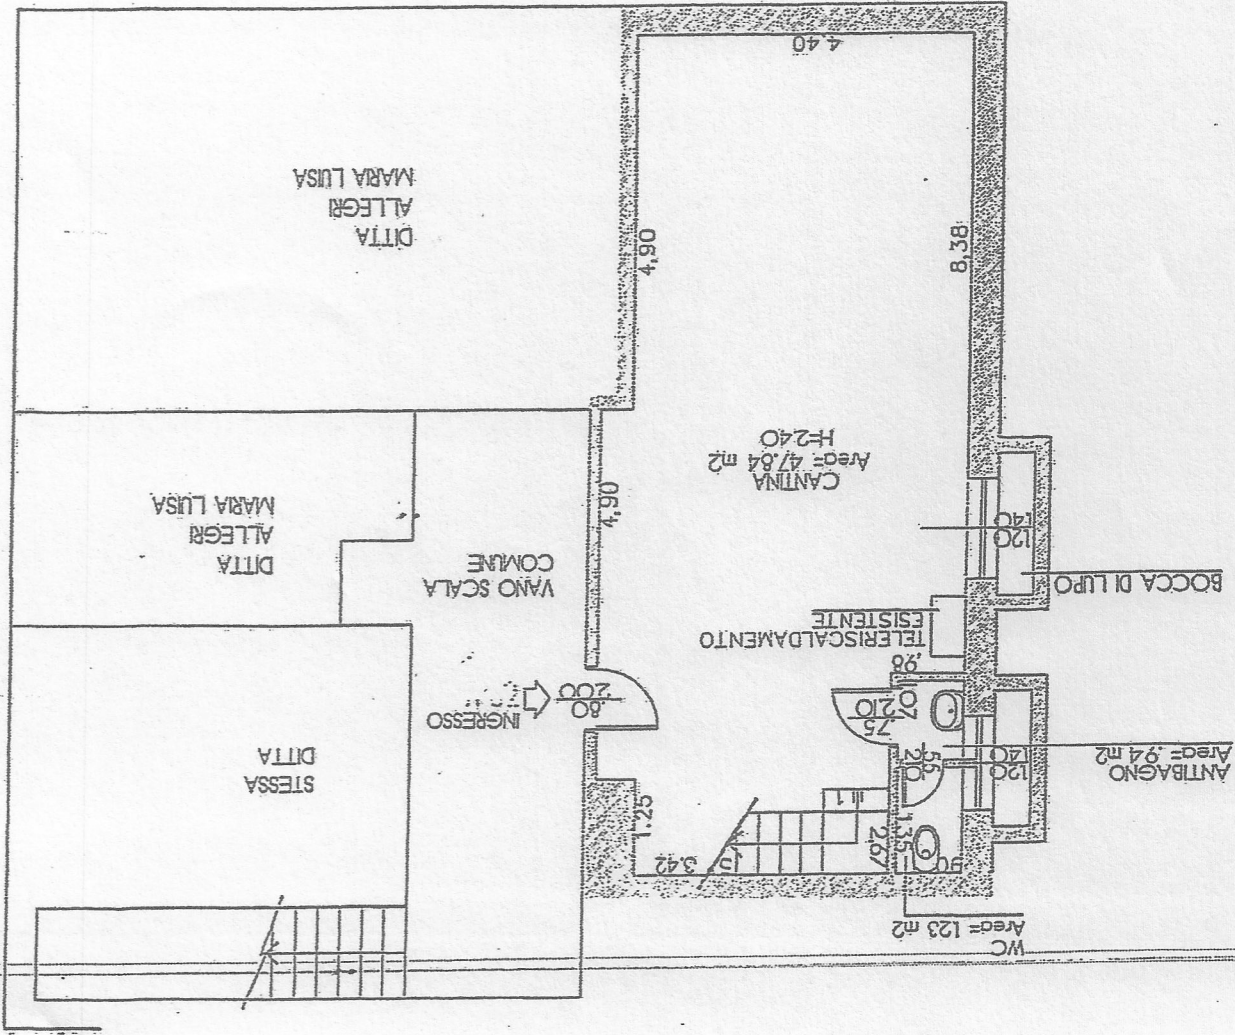 WC
Area= 1.23 m2
ANTIBAGNO
Area= .94 m2
BOCCA DI LUPO
3.42
1.25
2.67
1.35
.90
120
140
55
210
.75
210
1.07
.98
TELERISCALDAMENTO
ESISTENTE
120
140
INGRESSO
.80
200
STESSA
DITTA
VANO SCALA
COMUNE
DITTA
ALLEGRI
MARIA LUISA
4,90
CANTINA
Area= 47.84 m2
H=2.40
DITTA
ALLEGRI
MARIA LUISA
4,90
8,38
4.40